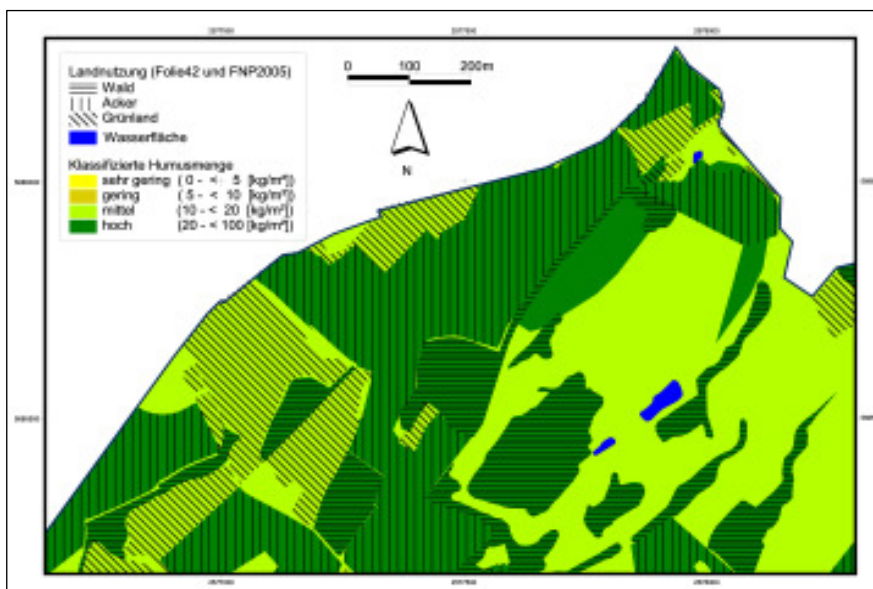 Landnutzung (Folie42 und FNP2005)
Wald
Acker
Grünland
Wasserfläche
Klassifizierte Humusmenge
sehr gering ( 0 - < 5 [kg/m²])
gering ( 5 - < 10 [kg/m²])
mittel (10 - < 20 [kg/m²])
hoch (20 - < 100 [kg/m²])
0 100 200m
N